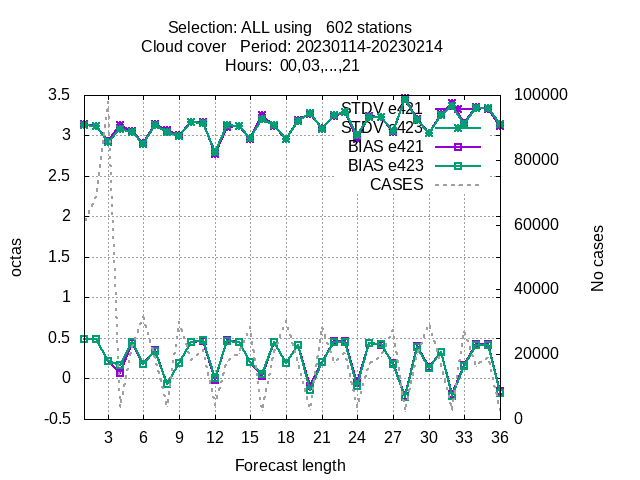 Selection: ALL using 602 stations
Cloud cover Period: 20230114-20230214
Hours: 00,03,...,21
3.5
3
2.5
2
1.5
1
0.5
0
-0.5
octas
100000
80000
60000
40000
20000
0
No cases
STDV e421
STDV e423
BIAS e421
BIAS e423
CASES
3 6 9 12 15 18 21 24 27 30 33 36
Forecast length